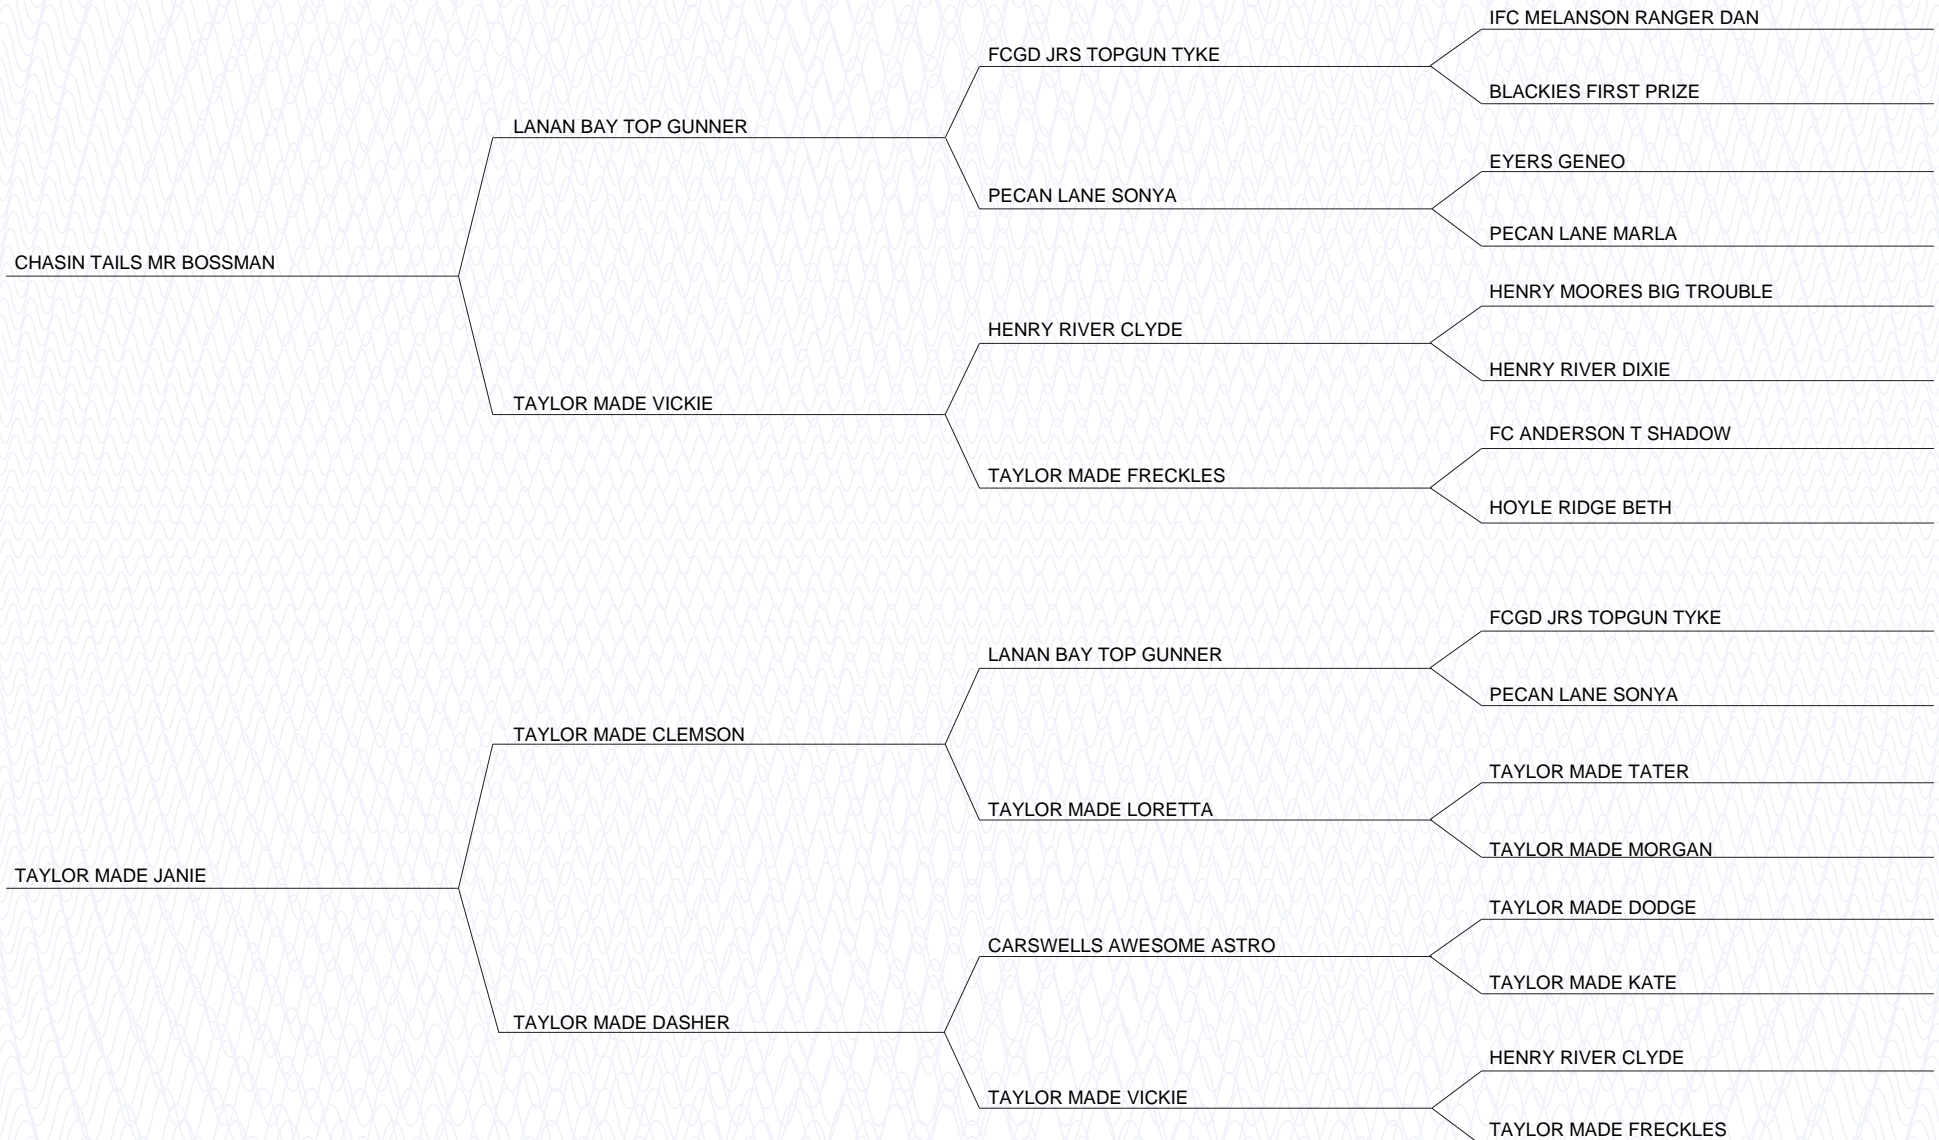 IFC MELANSON RANGER DAN
FCGD JRS TOPGUN TYKE
BLACKIES FIRST PRIZE
LANAN BAY TOP GUNNER
EYERS GENEO
PECAN LANE SONYA
PECAN LANE MARLA
CHASIN TAILS MR BOSSMAN
HENRY MOORES BIG TROUBLE
HENRY RIVER CLYDE
HENRY RIVER DIXIE
TAYLOR MADE VICKIE
FC ANDERSON T SHADOW
TAYLOR MADE FRECKLES
HOYLE RIDGE BETH
FCGD JRS TOPGUN TYKE
LANAN BAY TOP GUNNER
PECAN LANE SONYA
TAYLOR MADE CLEMSON
TAYLOR MADE TATER
TAYLOR MADE LORETTA
TAYLOR MADE MORGAN
TAYLOR MADE JANIE
TAYLOR MADE DODGE
CARSWELLS AWESOME ASTRO
TAYLOR MADE KATE
TAYLOR MADE DASHER
HENRY RIVER CLYDE
TAYLOR MADE VICKIE
TAYLOR MADE FRECKLES